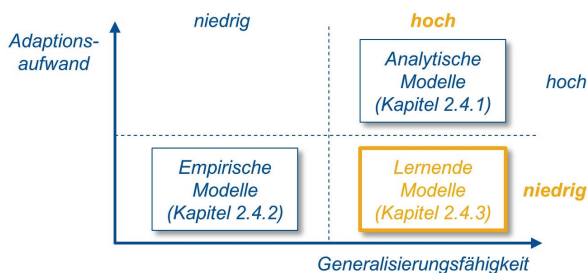 niedrig
hoch
Adaptions-
aufwand
Analytische
Modelle
(Kapitel 2.4.1)
hoch
Empirische
Modelle
(Kapitel 2.4.2)
Lernende
Modelle
(Kapitel 2.4.3)
niedrig
Generalisierungsfähigkeit